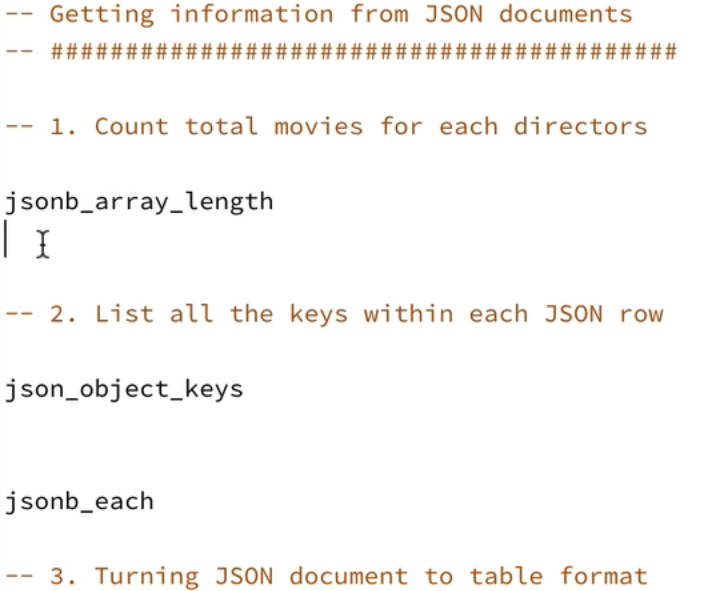 -- Getting information from JSON documents
-- ##########################################
-- 1. Count total movies for each directors
jsonb_array_length
-- 2. List all the keys within each JSON row
json_object_keys
jsonb_each
-- 3. Turning JSON document to table format